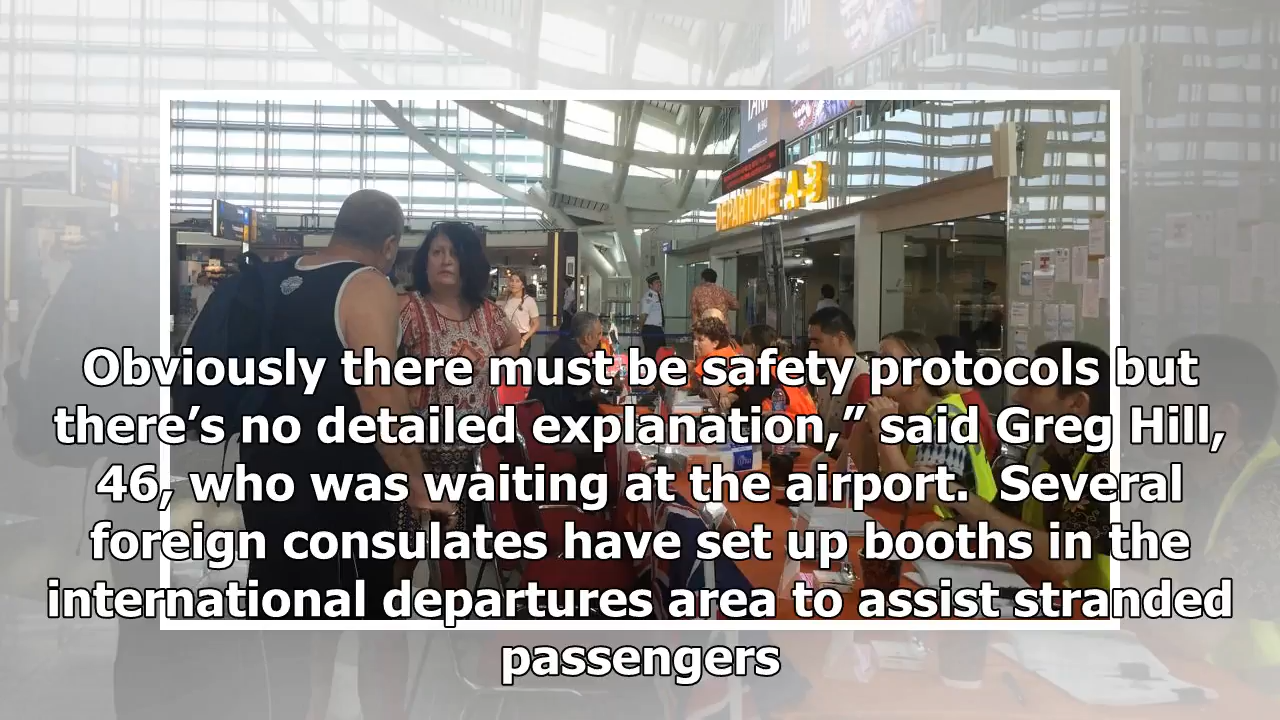 IAM
DEPARTURE A-3
Obviously there must be safety protocols but
there’s no detailed explanation,” said Greg Hill,
46, who was waiting at the airport.  Several
foreign consulates have set up booths in the
international departures area to assist stranded
passengers